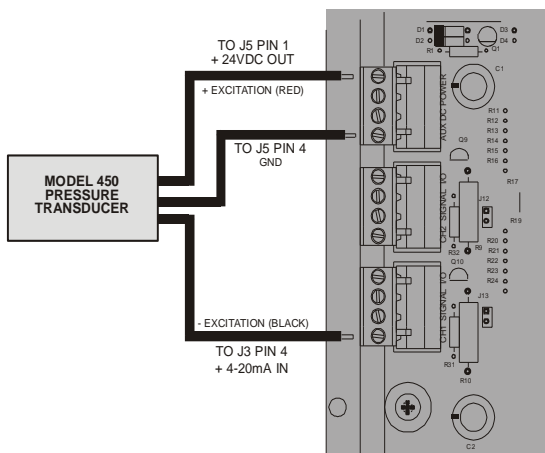 TO J5 PIN 1
+ 24VDC OUT
+ EXCITATION (RED)
TO J5 PIN 4
GND
MODEL 450
PRESSURE
TRANSDUCER
- EXCITATION (BLACK)
TO J3 PIN 4
+ 4-20mA IN
D1
D2
D3
D4
R1
Q1
C1
AUX DC POWER
R11
R12
R13
R14
R15
R16
Q9
R17
CH2 SIGNAL I/O
J12
R19
R32
R9
R20
R21
R22
R23
R24
Q10
CH1 SIGNAL I/O
J13
R31
R10
C2